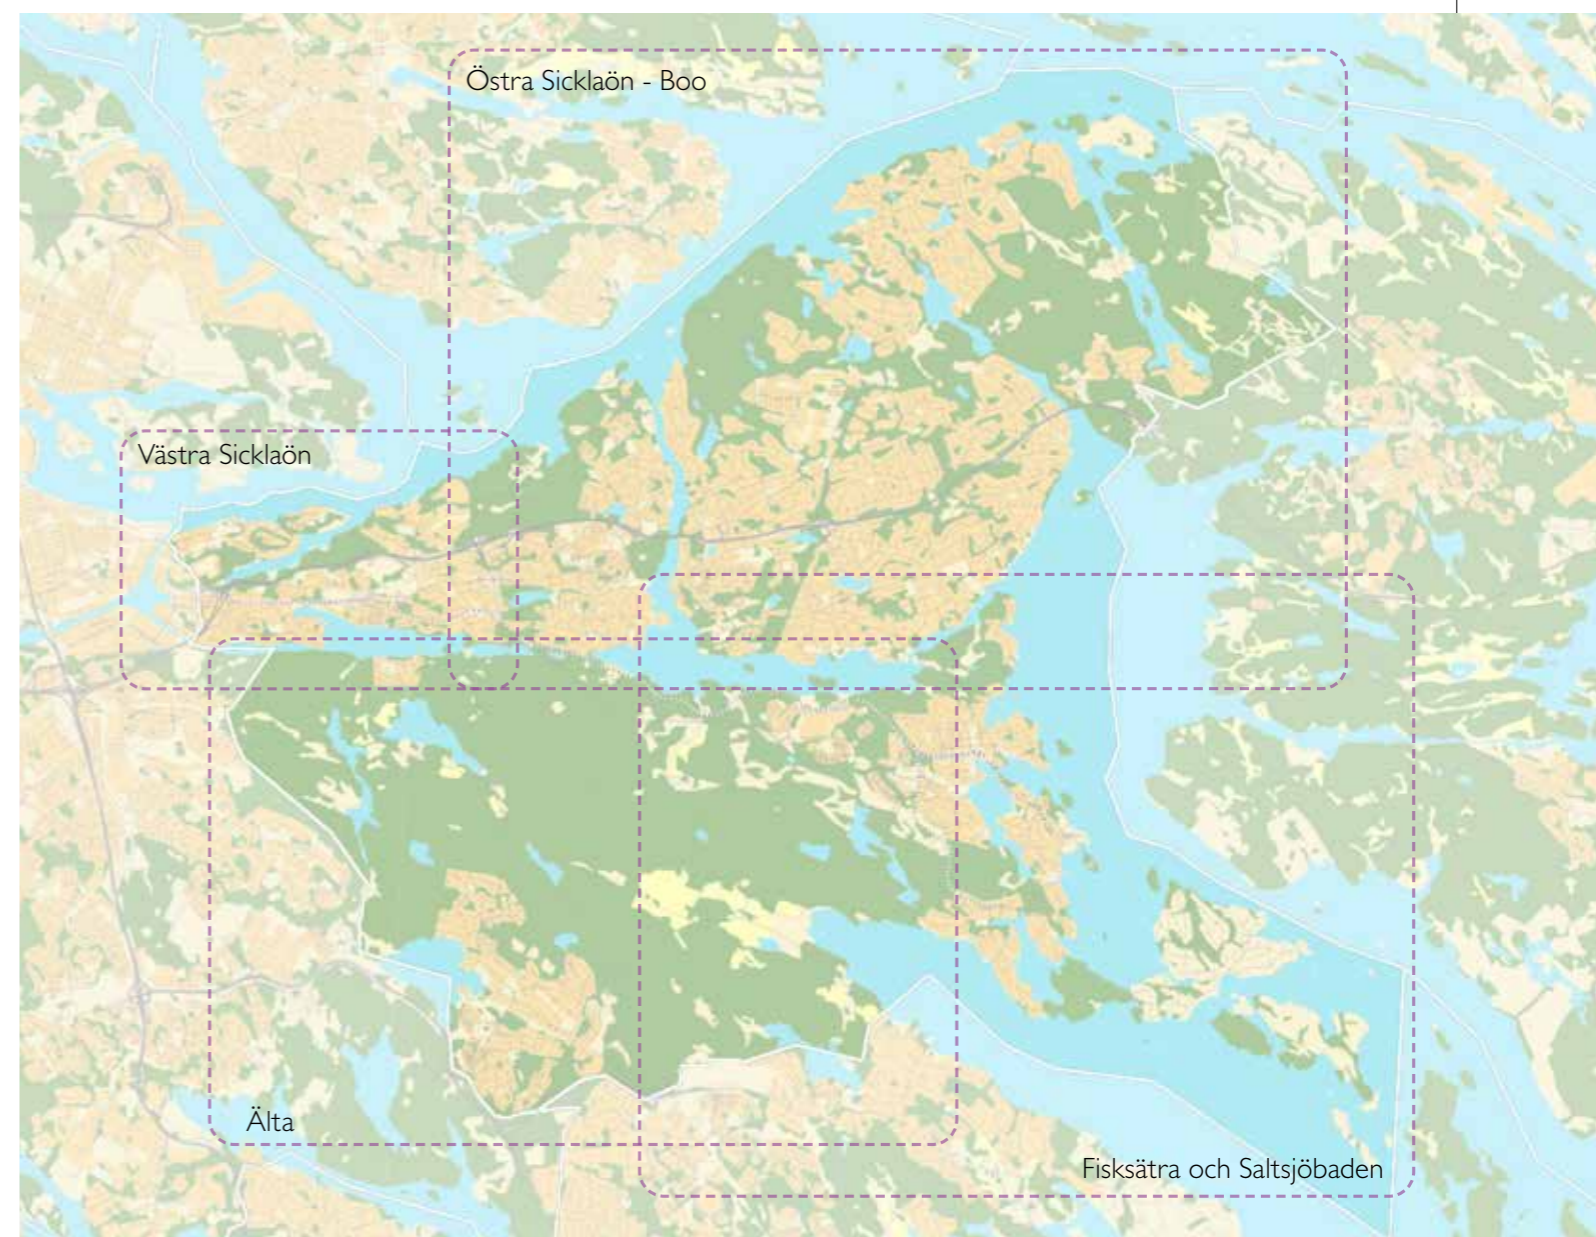 Östra Sicklaön - Boo
Västra Sicklaön
Älta
Fisksätra och Saltsjöbaden